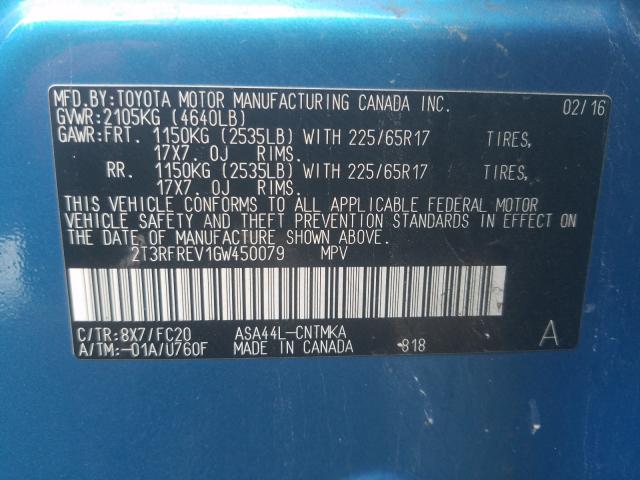 MFD.BY:TOYOTA MOTOR MANUFACTURING CANADA INC. 02/16
GVWR:2105KG (4640LB)
GAWR:FRT. 1150KG (2535LB) WITH 225/65R17 TIRES,
17X7.0J RIMS.
RR. 1150KG (2535LB) WITH 225/65R17 TIRES,
17X7.0J RIMS.
THIS VEHICLE CONFORMS TO ALL APPLICABLE FEDERAL MOTOR
VEHICLE SAFETY AND THEFT PREVENTION STANDARDS IN EFFECT ON
THE DATE OF MANUFACTURE SHOWN ABOVE.
2T3RFREV1GW450079 MPV
C/TR:8X7/FC20 ASA44L-CNTMKA
A/TM:-01A/U760F MADE IN CANADA 818
A